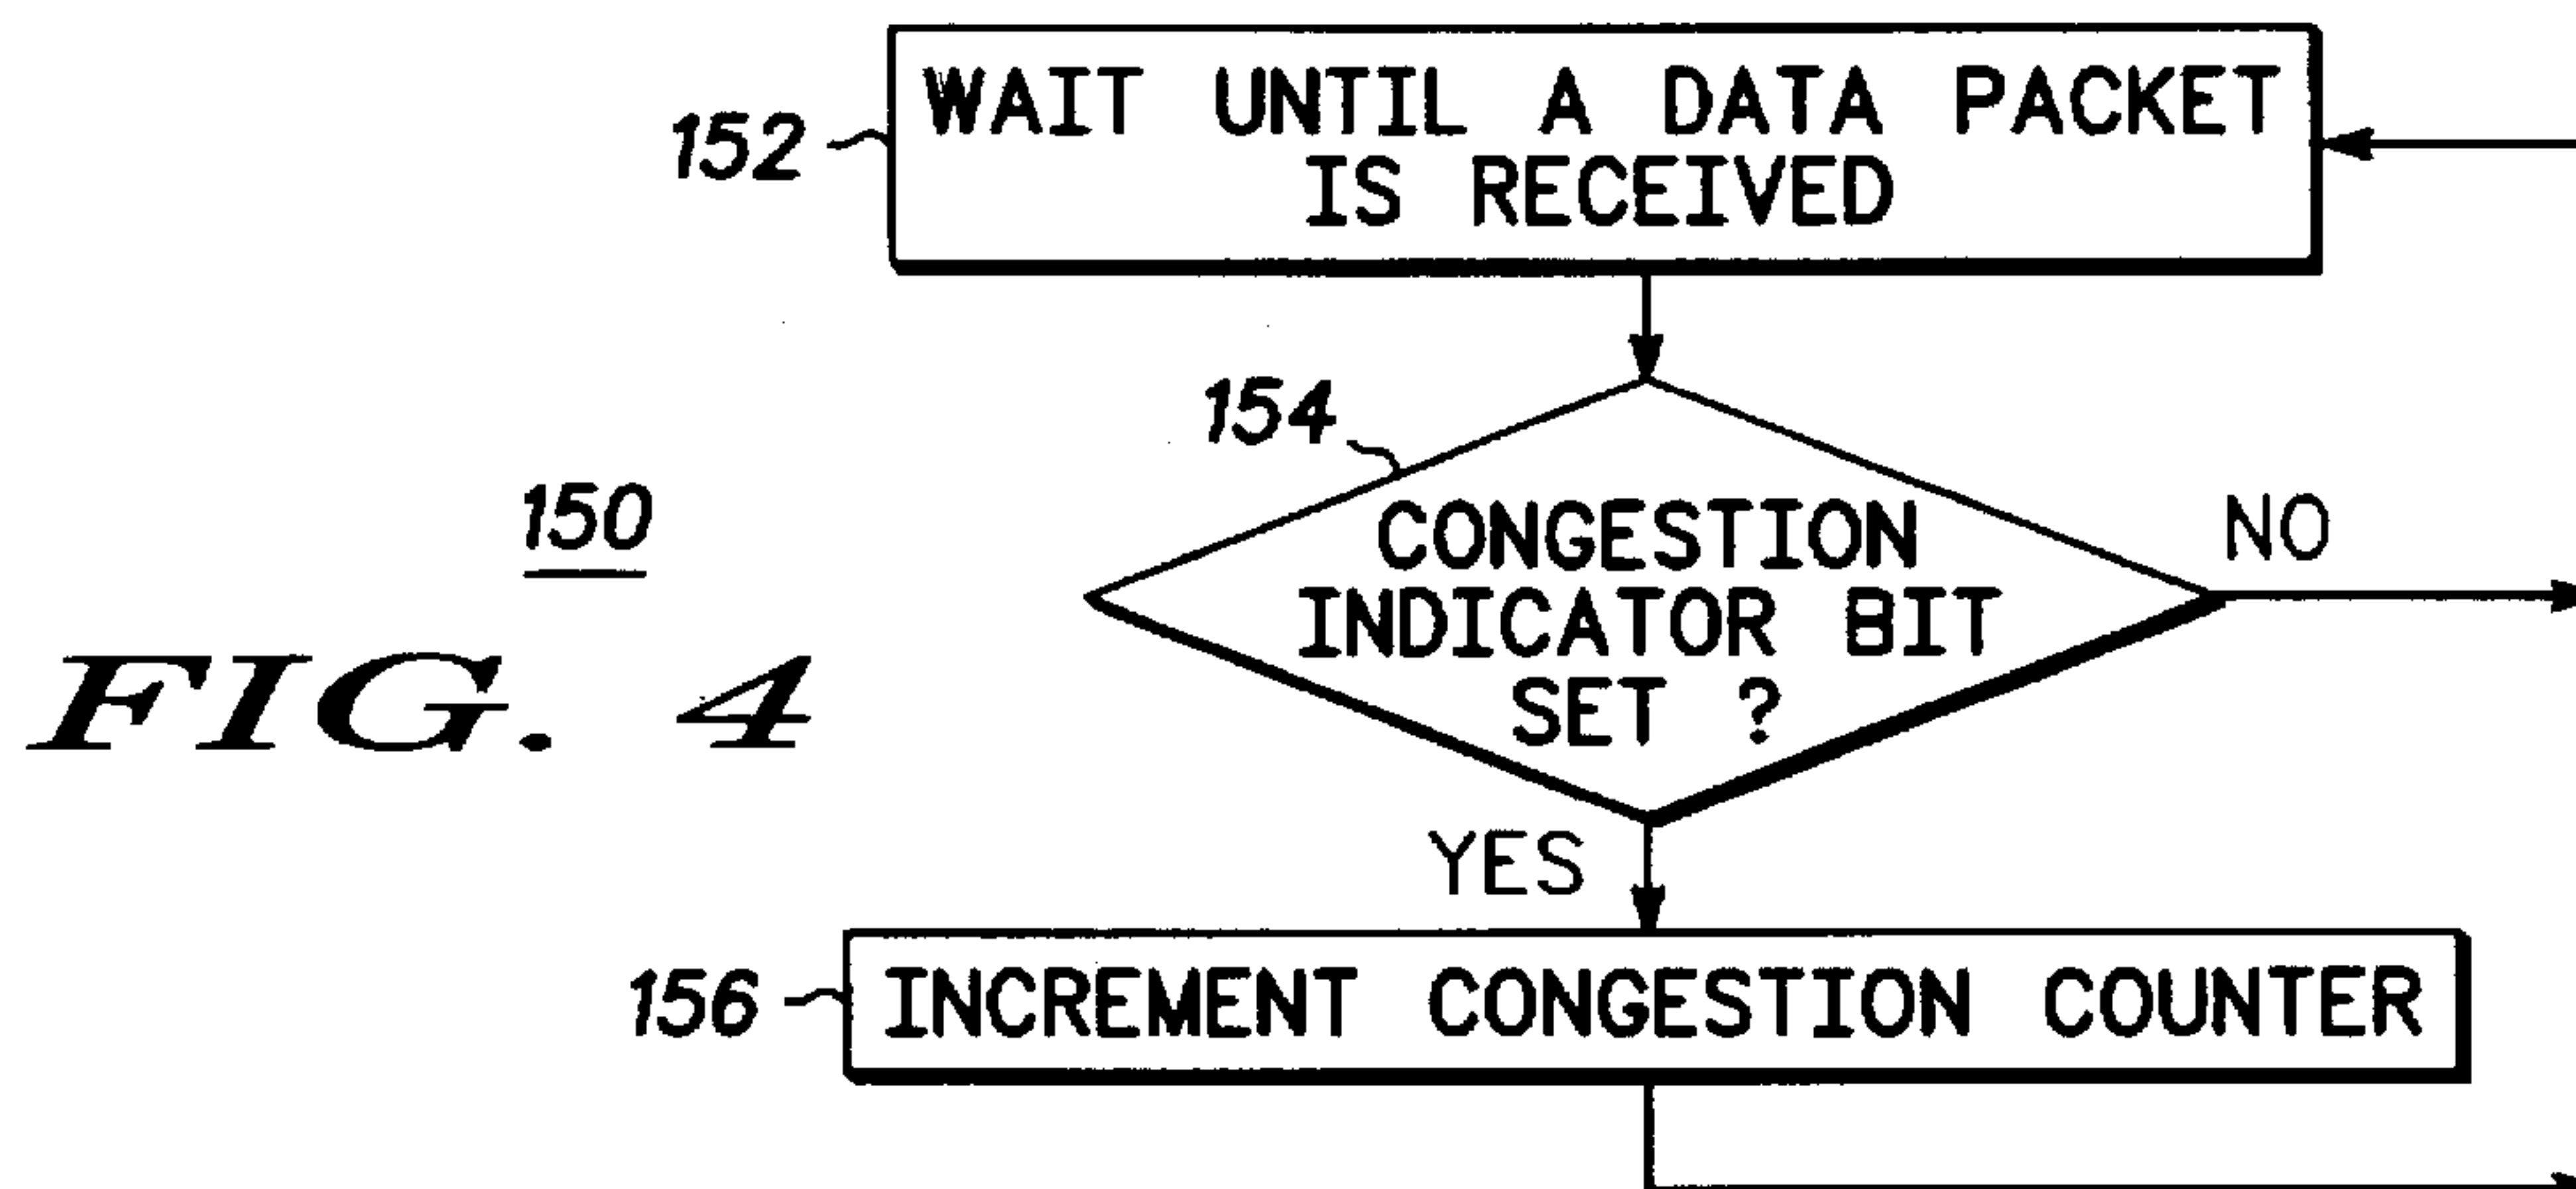 152
WAIT UNTIL A DATA PACKET
IS RECEIVED
154
CONGESTION
INDICATOR BIT
SET ?
NO
150
FIG. 4
YES
156
INCREMENT CONGESTION COUNTER